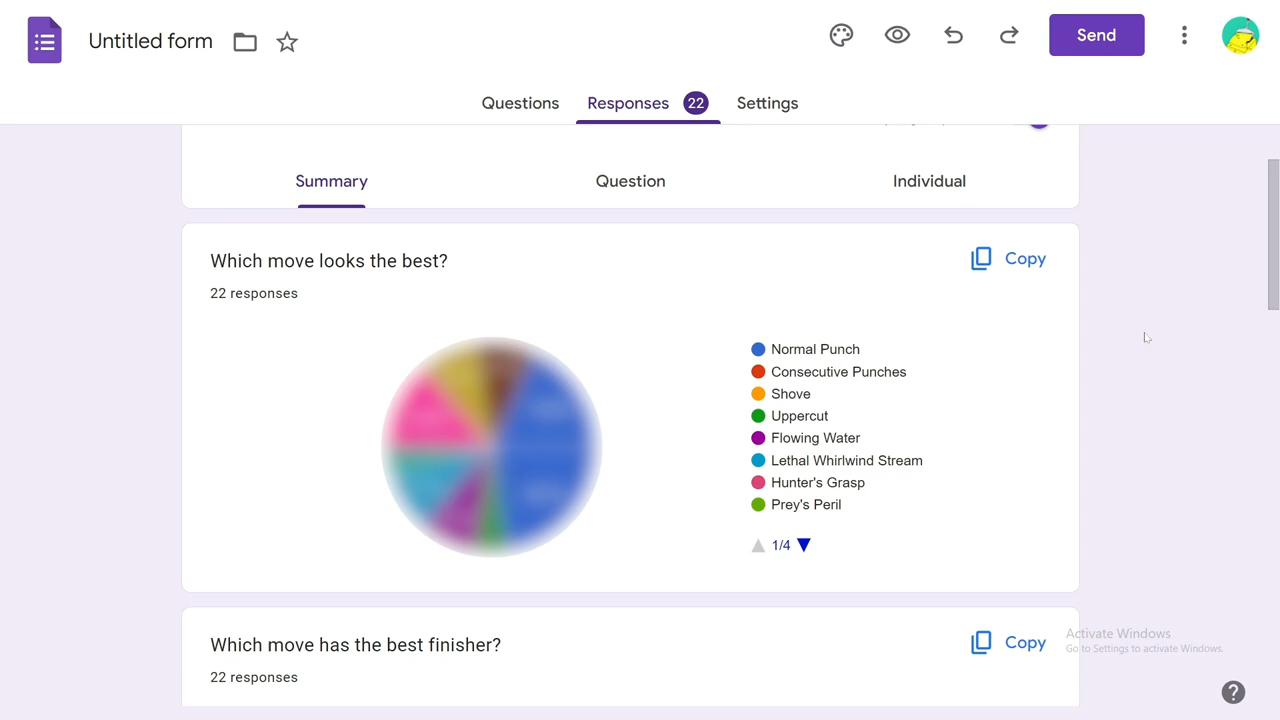 Untitled form
Send
Questions
Responses 22
Settings
Summary
Question
Individual
Which move looks the best?
Copy
22 responses
Normal Punch
Consecutive Punches
Shove
Uppercut
Flowing Water
Lethal Whirlwind Stream
Hunter's Grasp
Prey's Peril
1/4
Which move has the best finisher?
Copy
22 responses
Activate Windows
Go to Settings to activate Windows.